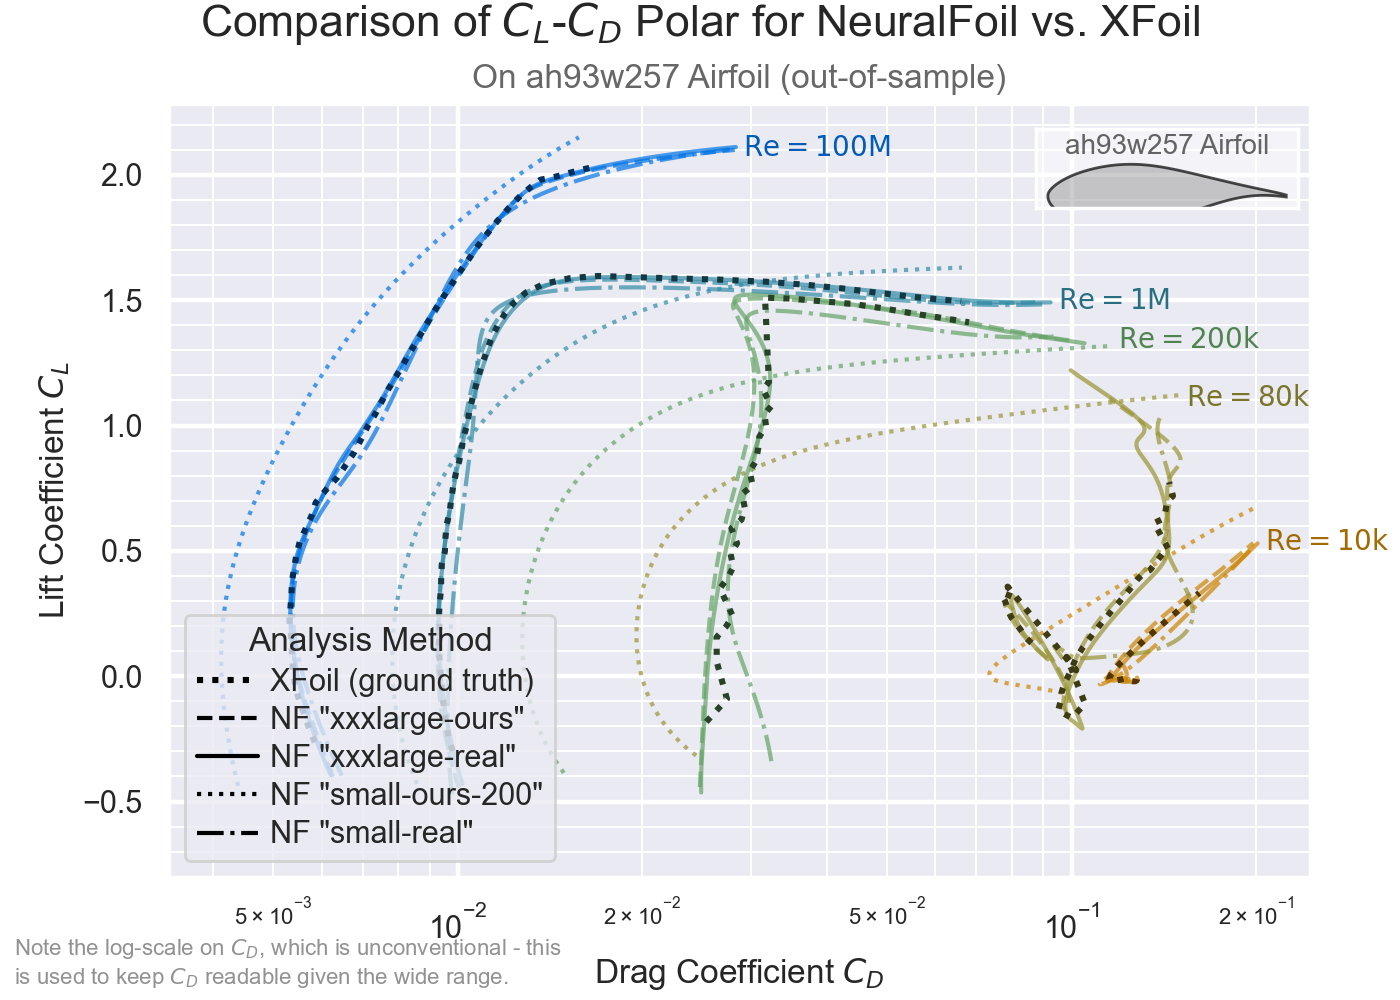 Comparison of C_L-C_D Polar for NeuralFoil vs. XFoil
On ah93w257 Airfoil (out-of-sample)
Re = 100M
ah93w257 Airfoil
2.0
1.5
1.0
0.5
0.0
−0.5
Lift Coefficient C_L
Re = 1M
Re = 200k
Re = 80k
Re = 10k
Analysis Method
XFoil (ground truth)
NF "xxxlarge-ours"
NF "xxxlarge-real"
NF "small-ours-200"
NF "small-real"
5 × 10⁻³
10⁻²
2 × 10⁻²
5 × 10⁻²
10⁻¹
2 × 10⁻¹
Note the log-scale on C_D, which is unconventional - this
is used to keep C_D readable given the wide range.
Drag Coefficient C_D